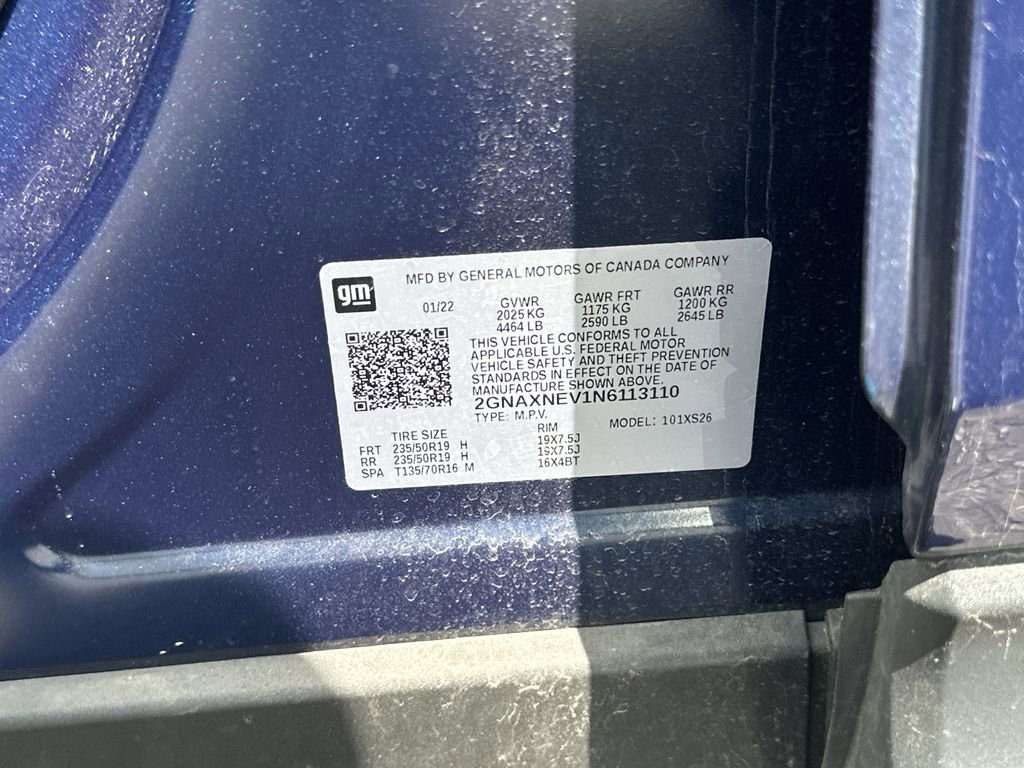 MFD BY GENERAL MOTORS OF CANADA COMPANY
gm
01/22 GVWR GAWR FRT GAWR RR
2025 KG 1175 KG 1200 KG
4464 LB 2590 LB 2645 LB
THIS VEHICLE CONFORMS TO ALL
APPLICABLE U.S. FEDERAL MOTOR
VEHICLE SAFETY AND THEFT PREVENTION
STANDARDS IN EFFECT ON THE DATE OF
MANUFACTURE SHOWN ABOVE.
2GNAXNEV1N6113110
TYPE: M.P.V. MODEL: 101XS26
TIRE SIZE RIM
FRT 235/50R19 H 19X7.5J
RR 235/50R19 H 19X7.5J
SPA T135/70R16 M 16X4BT